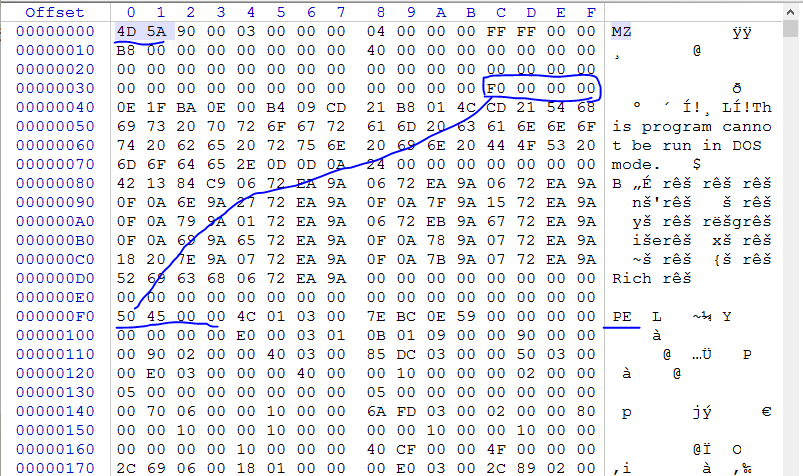 Offset 0 1 2 3 4 5 6 7 8 9 A B C D E F
00000000 4D 5A 90 00 03 00 00 00 04 00 00 00 FF FF 00 00 MZ ÿÿ
00000010 B8 00 00 00 00 00 00 00 40 00 00 00 00 00 00 00 ¸ @
00000020 00 00 00 00 00 00 00 00 00 00 00 00 00 00 00 00
00000030 00 00 00 00 00 00 00 00 00 00 00 00 F0 00 00 00 ð
00000040 0E 1F BA 0E 00 B4 09 CD 21 B8 01 4C CD 21 54 68 º ´ Í!¸ LÍ!Th
00000050 69 73 20 70 72 6F 67 72 61 6D 20 63 61 6E 6E 6F is program canno
00000060 74 20 62 65 20 72 75 6E 20 69 6E 20 44 4F 53 20 t be run in DOS
00000070 6D 6F 64 65 2E 0D 0D 0A 24 00 00 00 00 00 00 00 mode. $
00000080 42 13 84 C9 06 72 EA 9A 06 72 EA 9A 06 72 EA 9A B „É rêš rêš rêš
00000090 0F 0A 6E 9A 27 72 EA 9A 0F 0A 7F 9A 15 72 EA 9A nš'rêš š rêš
000000A0 0F 0A 79 9A 01 72 EA 9A 06 72 EB 9A 67 72 EA 9A yš rêš rëšgrêš
000000B0 0F 0A 69 9A 65 72 EA 9A 0F 0A 78 9A 07 72 EA 9A išerêš xš rêš
000000C0 18 20 7E 9A 07 72 EA 9A 0F 0A 7B 9A 07 72 EA 9A ~š rêš {š rêš
000000D0 52 69 63 68 06 72 EA 9A 00 00 00 00 00 00 00 00 Rich rêš
000000E0 00 00 00 00 00 00 00 00 00 00 00 00 00 00 00 00
000000F0 50 45 00 00 4C 01 03 00 7E BC 0E 59 00 00 00 00 PE L ~¼ Y
00000100 00 00 00 00 E0 00 03 01 0B 01 09 00 00 90 00 00 à
00000110 00 90 02 00 00 40 03 00 85 DC 03 00 00 50 03 00 @ …Ü P
00000120 00 E0 03 00 00 00 40 00 00 10 00 00 00 02 00 00 à @
00000130 05 00 00 00 00 00 00 00 05 00 00 00 00 00 00 00
00000140 00 70 06 00 00 10 00 00 6A FD 03 00 02 00 00 80 p jý €
00000150 00 00 10 00 00 10 00 00 00 00 10 00 00 10 00 00
00000160 00 00 00 00 10 00 00 00 40 CF 00 00 4F 00 00 00 @Ï O
00000170 2C 69 06 00 18 01 00 00 00 E0 03 00 2C 89 02 00 ,i à ,‰